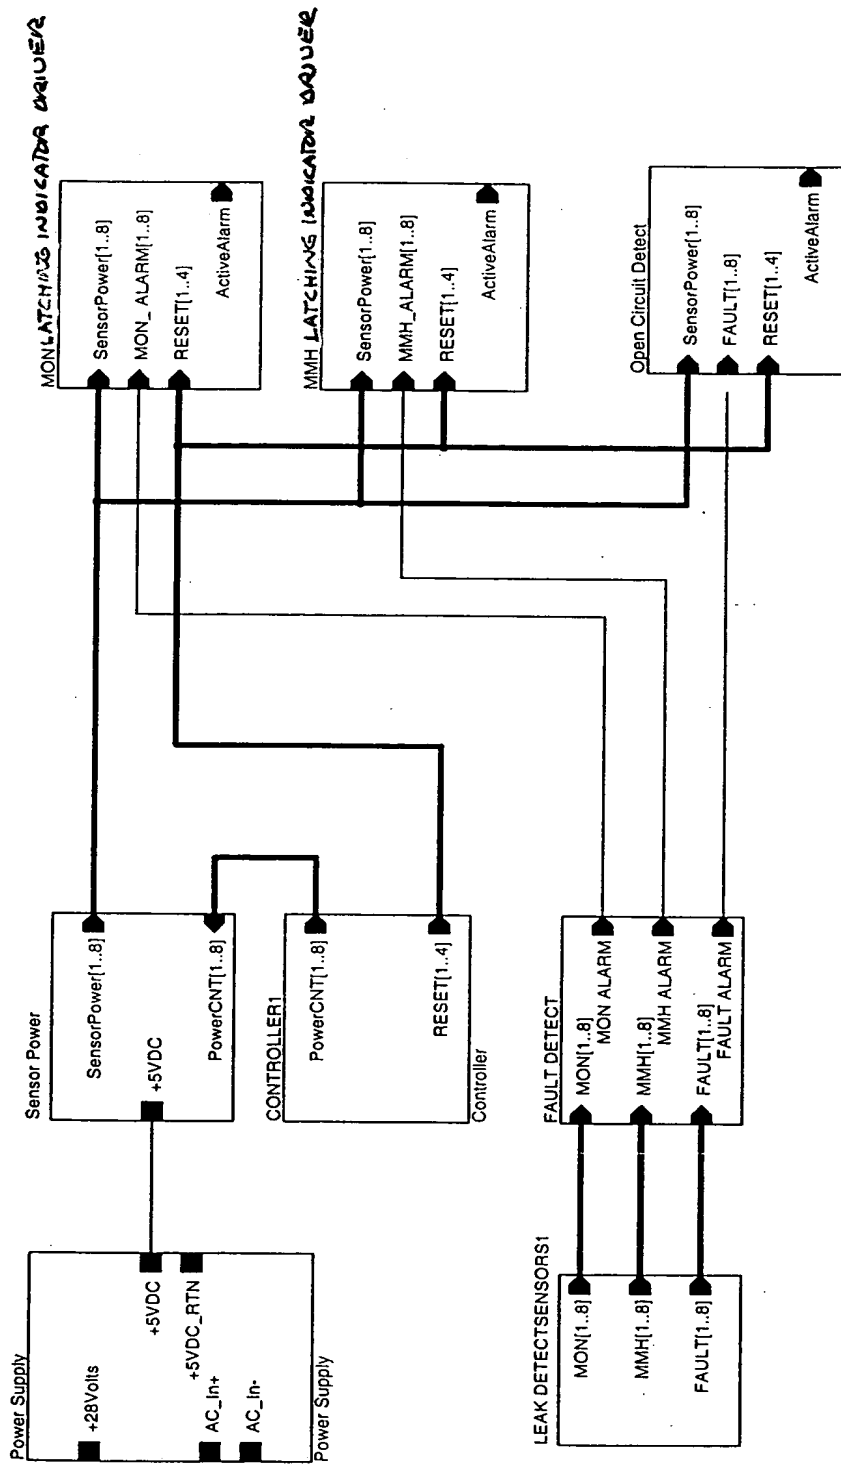 Power Supply
+28Volts
+5VDC
+5VDC_RTN
AC_In+
AC_In-
Power Supply
Sensor Power
SensorPower[1..8]
+5VDC
PowerCNT[1..8]
CONTROLLER1
PowerCNT[1..8]
RESET[1..4]
Controller
MON LATCHING INDICATOR DRIVER
SensorPower[1..8]
MON_ALARM[1..8]
RESET[1..4]
ActiveAlarm
MMH LATCHING INDICATOR DRIVER
SensorPower[1..8]
MMH_ALARM[1..8]
RESET[1..4]
ActiveAlarm
Open Circuit Detect
SensorPower[1..8]
FAULT[1..8]
RESET[1..4]
ActiveAlarm
LEAK DETECTSENSORS1
MON[1..8]
MMH[1..8]
FAULT[1..8]
FAULT DETECT
MON[1..8]
MON ALARM
MMH[1..8]
MMH ALARM
FAULT[1..8]
FAULT ALARM